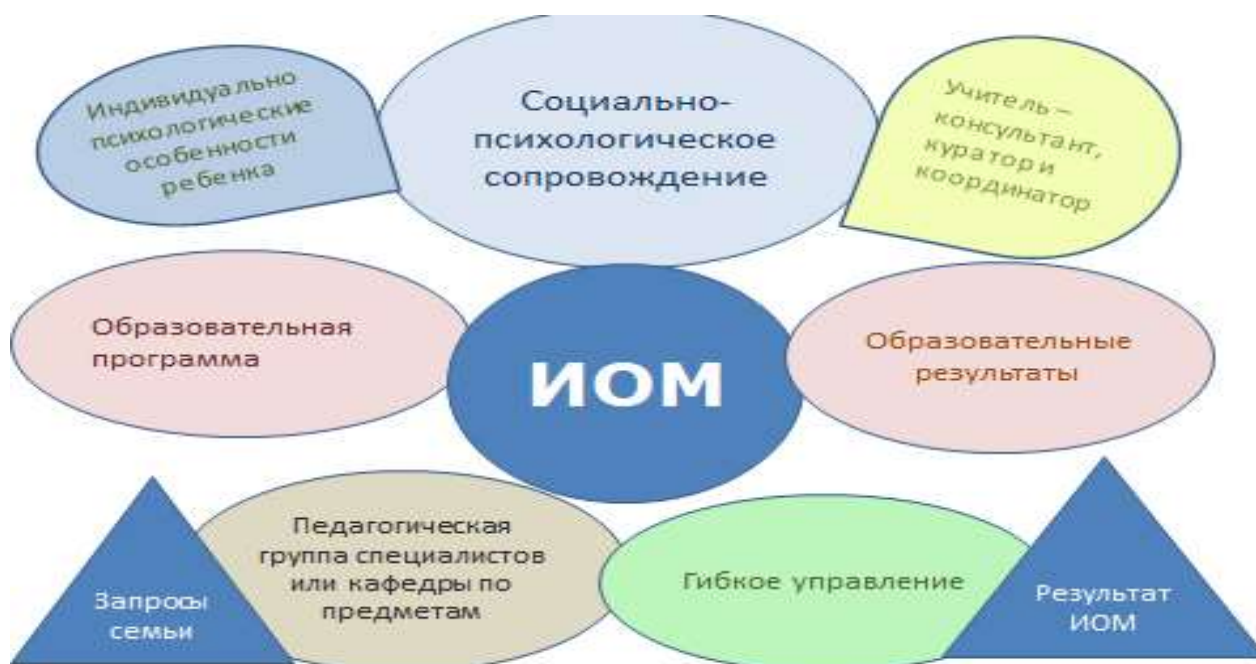 Индивидуально
психологические
особенности
ребенка
Социально-
психологическое
сопровождение
Учитель –
консультант,
куратор и
координатор
Образовательная
программа
ИОМ
Образовательные
результаты
Запросы
семьи
Педагогическая
группа специалистов
или кафедры по
предметам
Гибкое управление
Результат
ИОМ